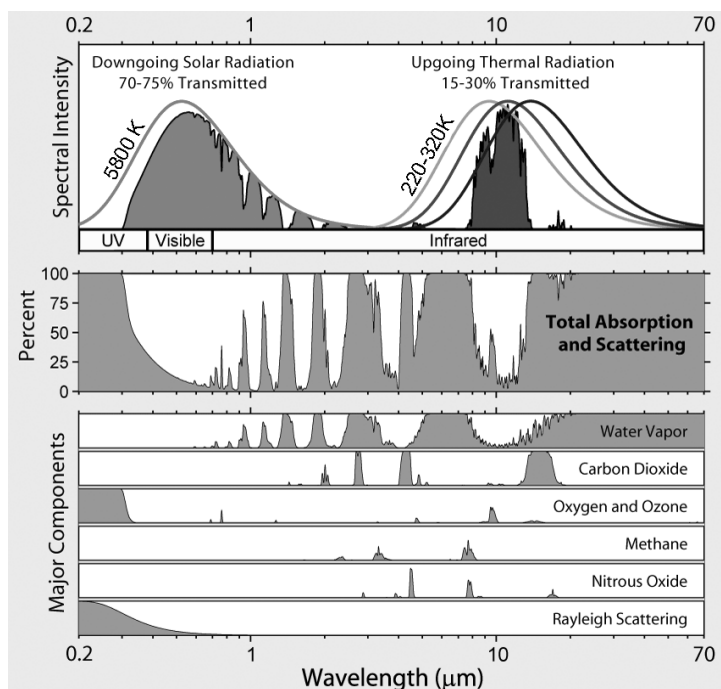 0.2 1 10 70
Spectral Intensity
Downgoing Solar Radiation
70-75% Transmitted
Upgoing Thermal Radiation
15-30% Transmitted
5800 K
220-320K
UV Visible Infrared
Percent
100
75
50
25
0
Total Absorption
and Scattering
Major Components
Water Vapor
Carbon Dioxide
Oxygen and Ozone
Methane
Nitrous Oxide
Rayleigh Scattering
0.2 1 10 70
Wavelength (μm)